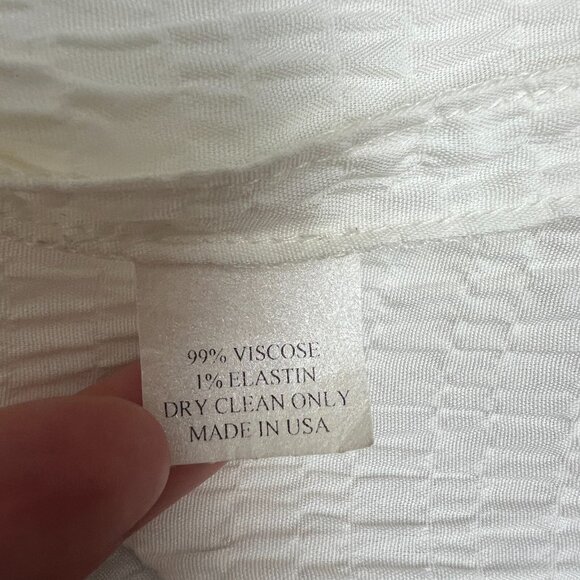 99% VISCOSE
1% ELASTIN
DRY CLEAN ONLY
MADE IN USA